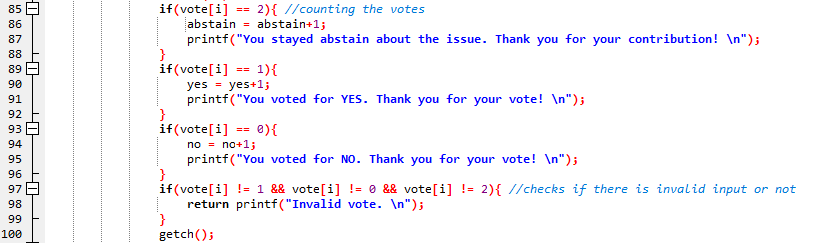 85 if(vote[i] == 2){ //counting the votes
86 abstain = abstain+1;
87 printf("You stayed abstain about the issue. Thank you for your contribution! \n");
88 }
89 if(vote[i] == 1){
90 yes = yes+1;
91 printf("You voted for YES. Thank you for your vote! \n");
92 }
93 if(vote[i] == 0){
94 no = no+1;
95 printf("You voted for NO. Thank you for your vote! \n");
96 }
97 if(vote[i] != 1 && vote[i] != 0 && vote[i] != 2){ //checks if there is invalid input or not
98 return printf("Invalid vote. \n");
99 }
100 getch();